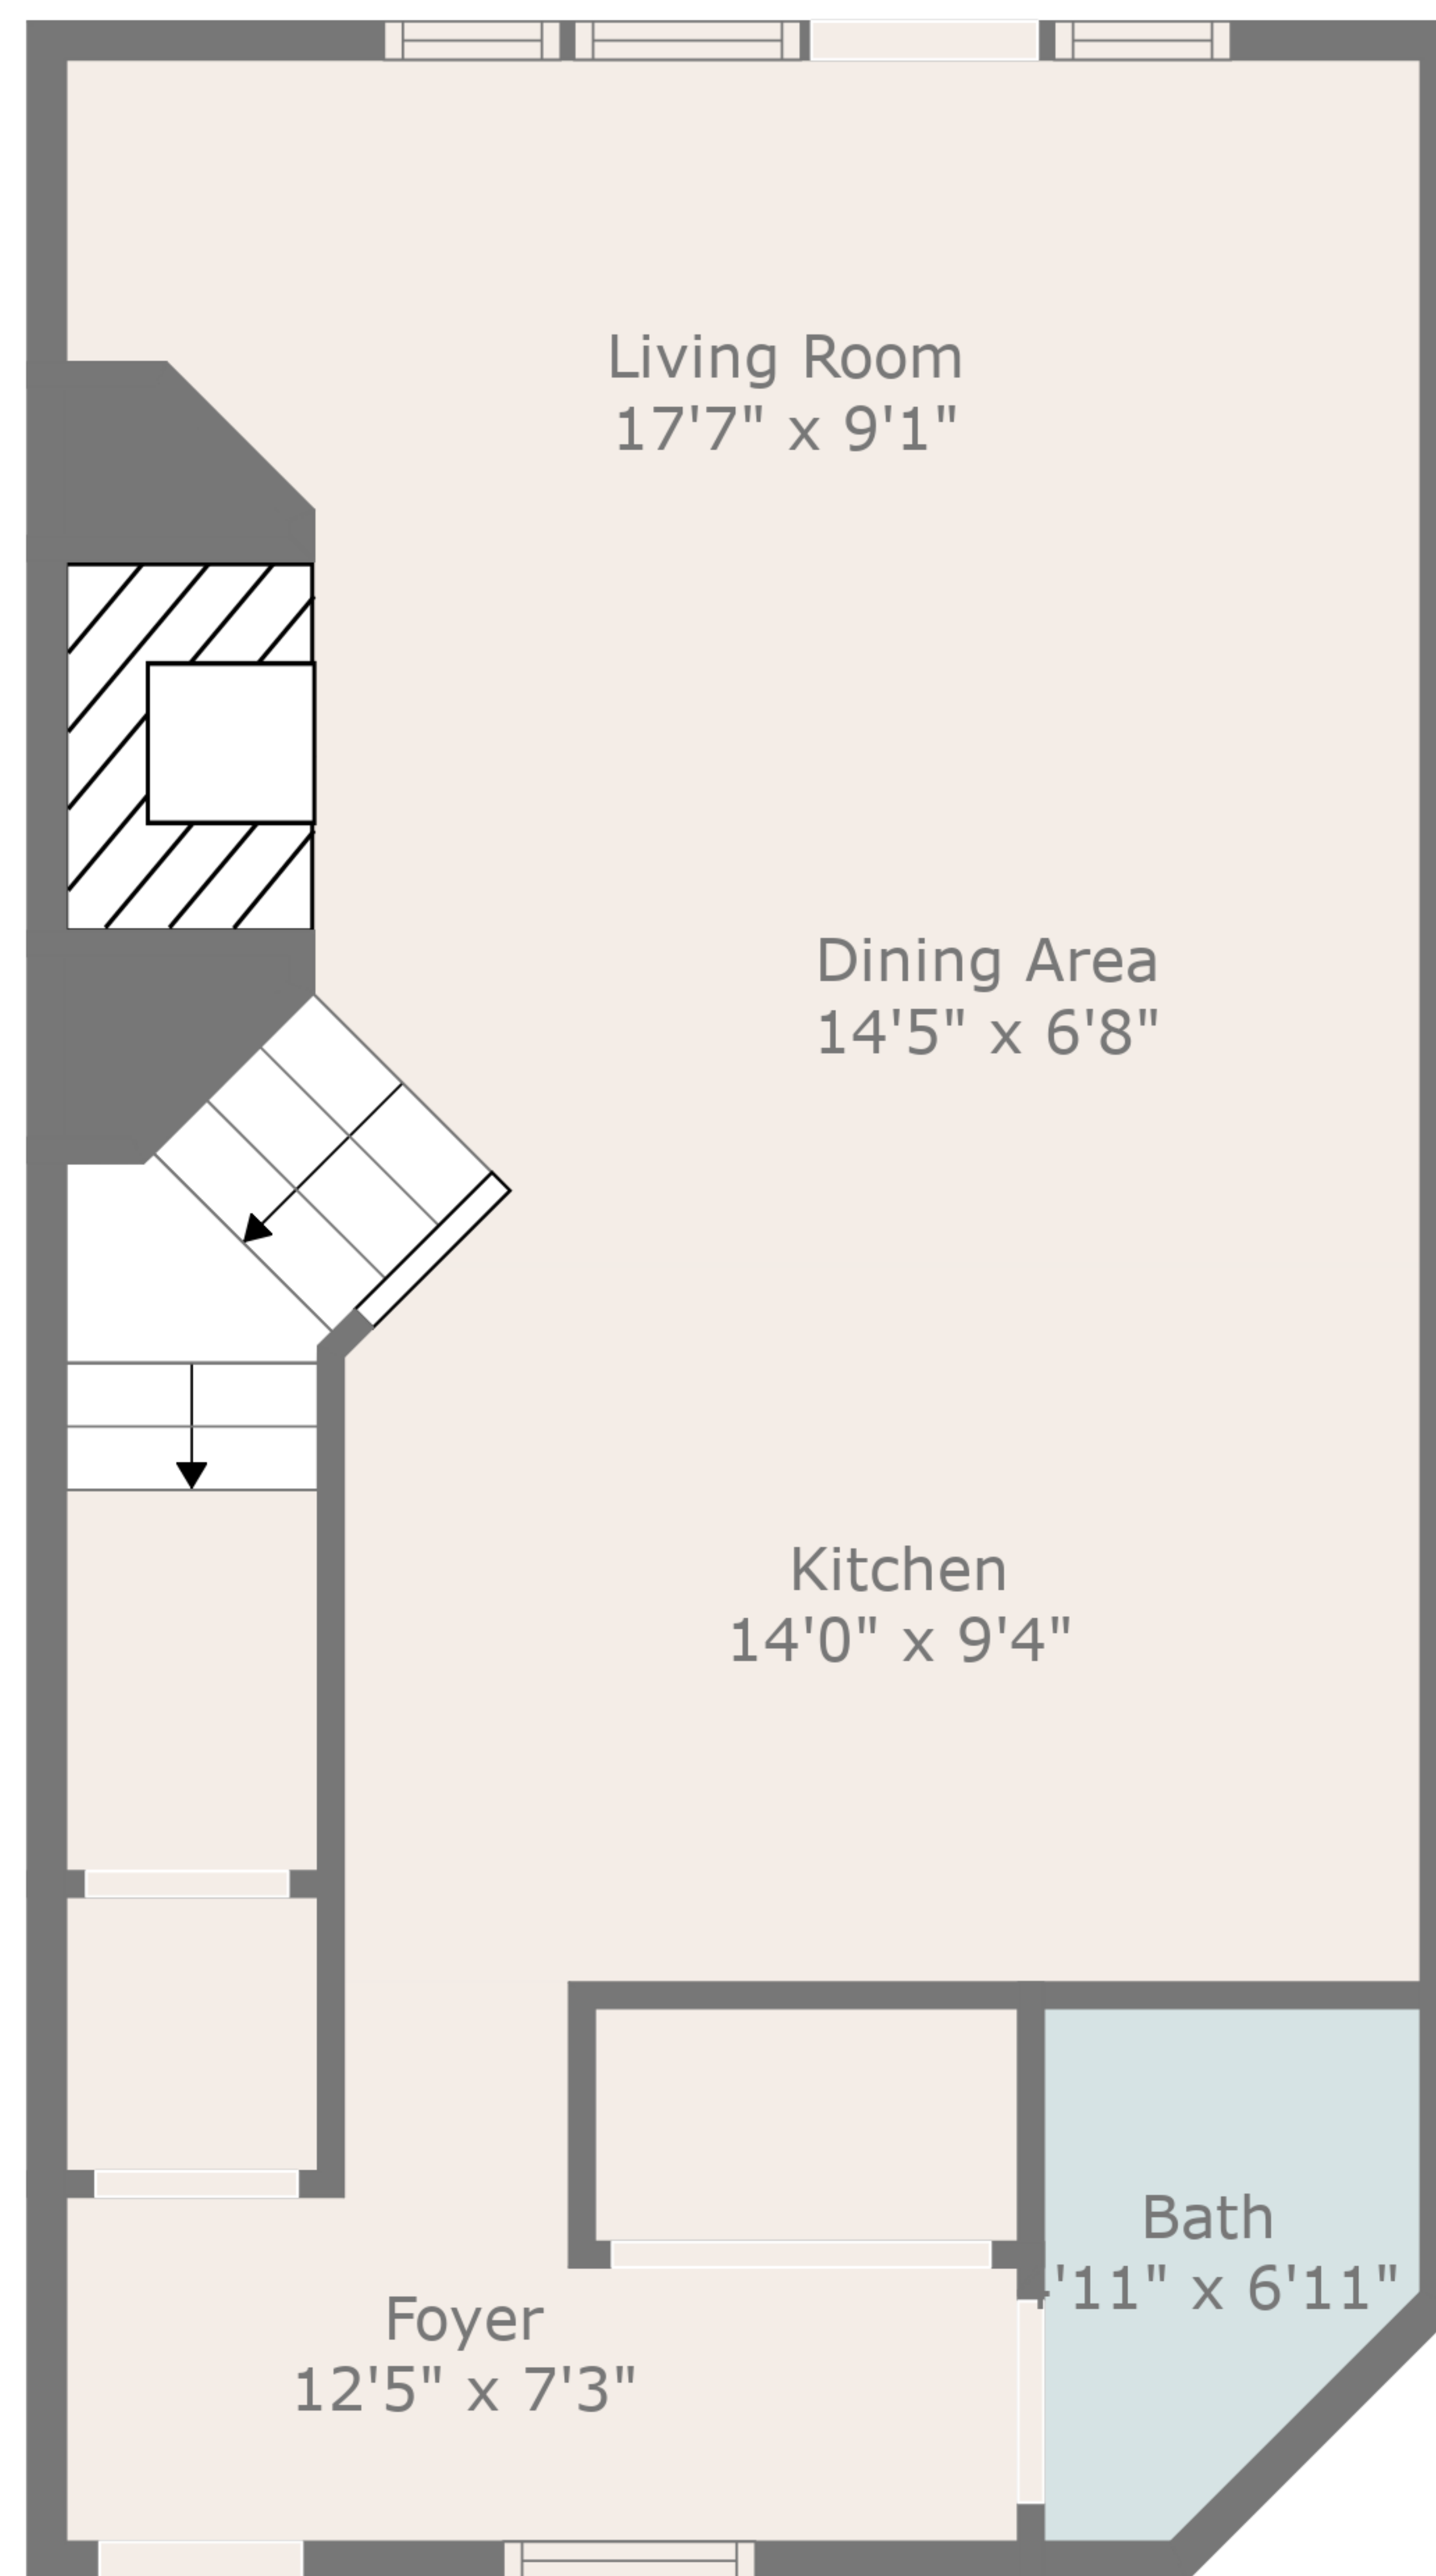 Living Room
17'7" x 9'1"
Dining Area
14'5" x 6'8"
Kitchen
14'0" x 9'4"
Bath
4'11" x 6'11"
Foyer
12'5" x 7'3"